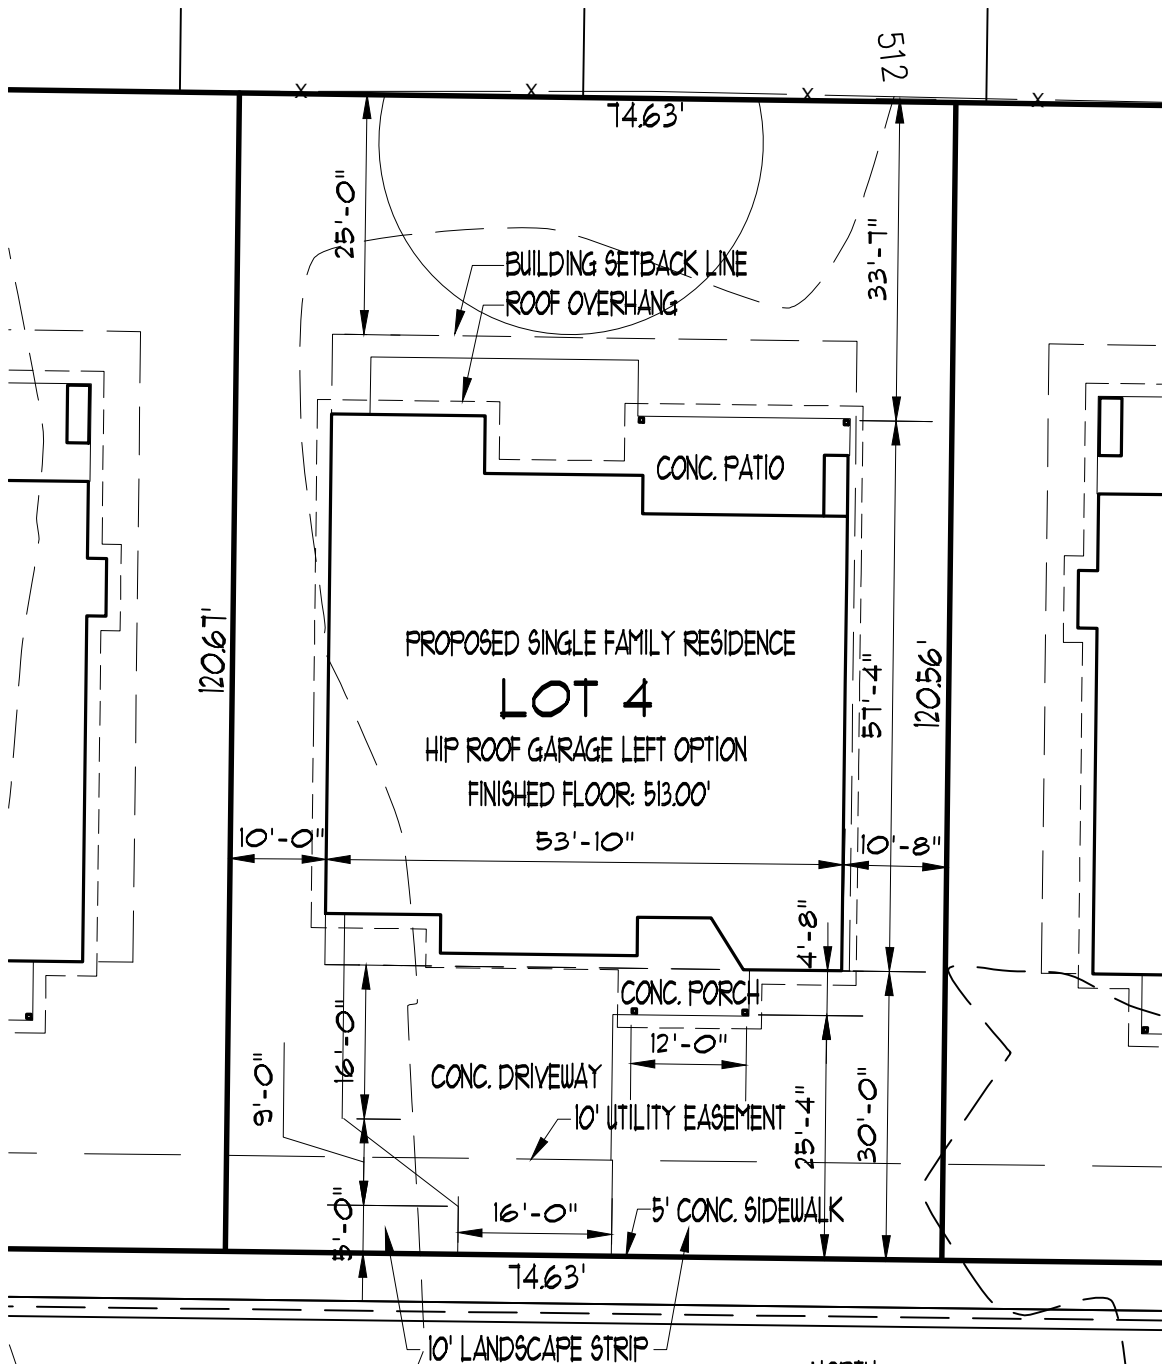 512
X X X X
74.63'
25'-0"
33'-7"
BUILDING SETBACK LINE
ROOF OVERHANG
CONC. PATIO
120.67'
PROPOSED SINGLE FAMILY RESIDENCE
LOT 4
HIP ROOF GARAGE LEFT OPTION
FINISHED FLOOR: 513.00'
57'-4"
120.56'
10'-0"
53'-10"
10'-8"
4'-8"
CONC. PORCH
16'-0"
12'-0"
9'-0"
CONC. DRIVEWAY
10' UTILITY EASEMENT
25'-4"
30'-0"
5'-0"
16'-0"
5' CONC. SIDEWALK
74.63'
10' LANDSCAPE STRIP